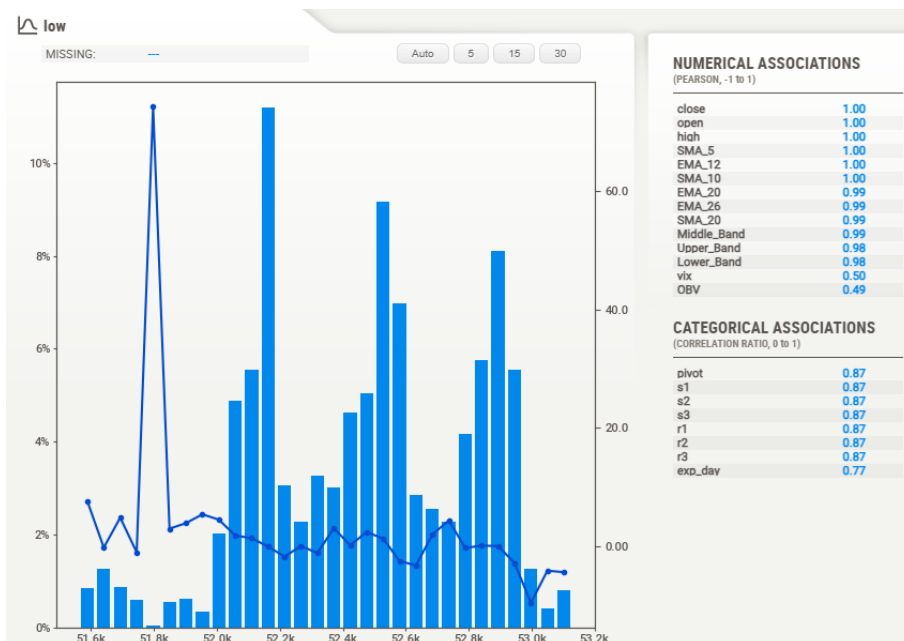 low
MISSING: ---
Auto 5 15 30
10%
8%
6%
4%
2%
0%
60.0
40.0
20.0
0.00
51.6k 51.8k 52.0k 52.2k 52.4k 52.6k 52.8k 53.0k 53.2k
NUMERICAL ASSOCIATIONS
(PEARSON, -1 to 1)
close 1.00
open 1.00
high 1.00
SMA_5 1.00
EMA_12 1.00
SMA_10 1.00
EMA_20 0.99
EMA_26 0.99
SMA_20 0.99
Middle_Band 0.99
Upper_Band 0.98
Lower_Band 0.98
vix 0.50
OBV 0.49
CATEGORICAL ASSOCIATIONS
(CORRELATION RATIO, 0 to 1)
pivot 0.87
s1 0.87
s2 0.87
s3 0.87
r1 0.87
r2 0.87
r3 0.87
exp_day 0.77